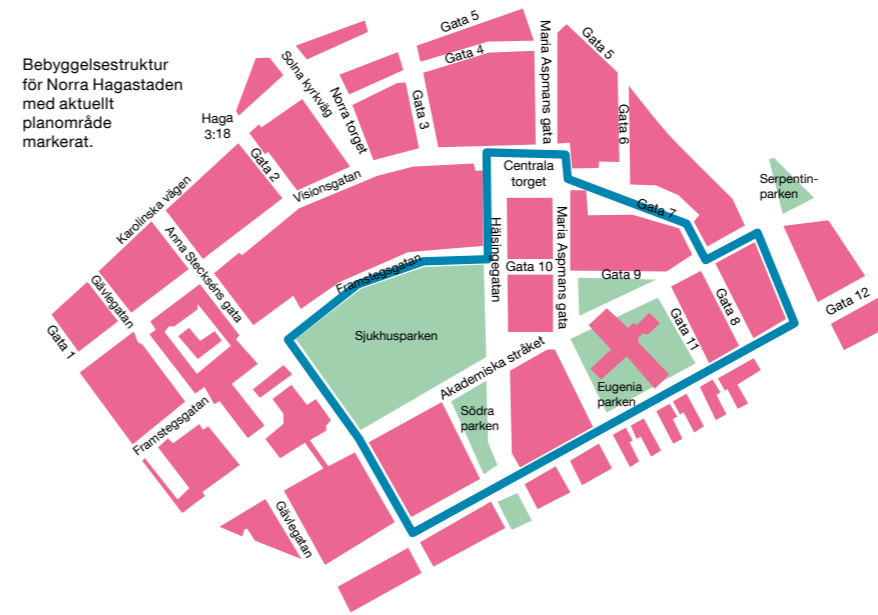 Bebyggelsestruktur
för Norra Hagastaden
med aktuellt
planområde
markerat.
Gata 5
Gata 4
Solna kyrkväg
Norra torget
Gata 3
Maria Aspmans gata
Gata 5
Gata 6
Haga
3:18
Gata 2
Visionsgatan
Karolinska vägen
Anna Steckséns gata
Gävlegatan
Gata 1
Centrala
torget
Serpentin-
parken
Gata 7
Hälsingegatan
Maria Aspmans gata
Framstegsgatan
Gata 10
Gata 9
Gata 12
Gata 8
Gata 11
Sjukhusparken
Akademiska stråket
Eugenia
parken
Södra
parken
Framstegsgatan
Gävlegatan